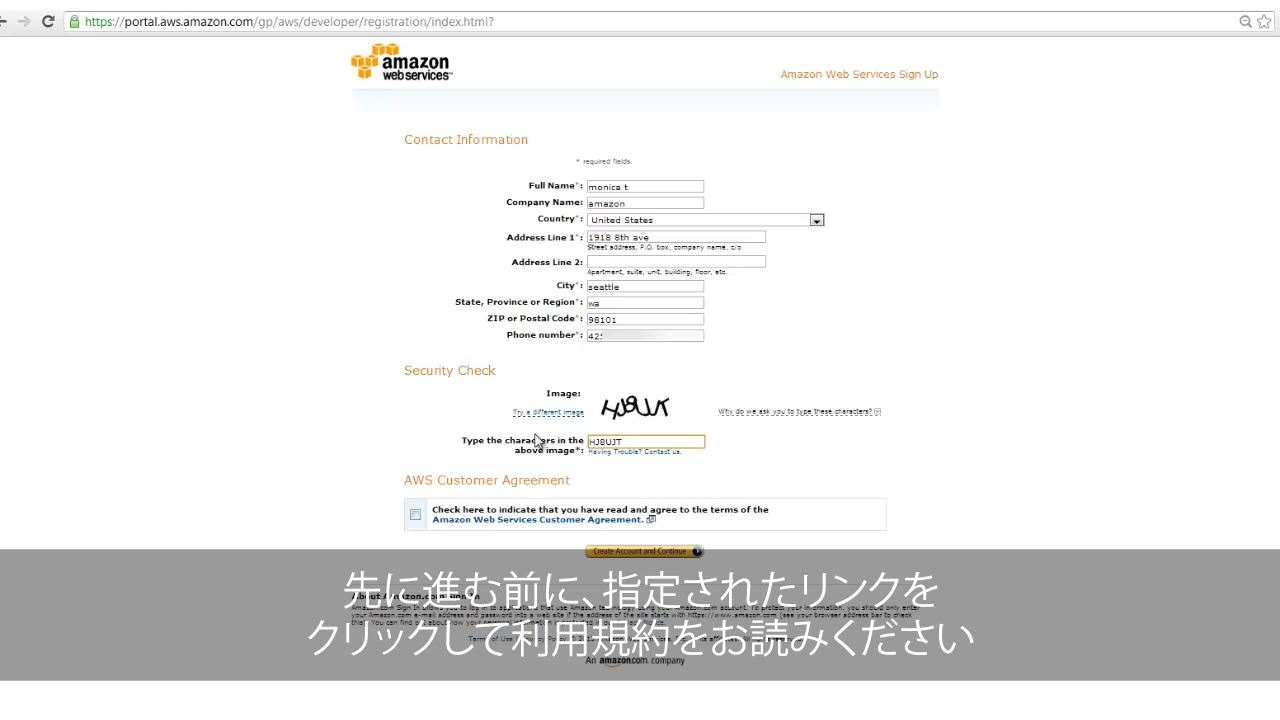 https://portal.aws.amazon.com/gp/aws/developer/registration/index.html?
amazon
web services™
Amazon Web Services Sign Up
Contact Information
* required fields
Full Name*: monica t
Company Name: amazon
Country*: United States
Address Line 1*: 1918 8th ave
Street address, P.O. box, company name, c/o
Address Line 2:
Apartment, suite, unit, building, floor, etc.
City*: seattle
State, Province or Region*: wa
ZIP or Postal Code*: 98101
Phone number*:
Security Check
Image:
Try a different image
Why do we ask you to type these characters?
Type the characters in the
above image*: HJ8UJT
Having Trouble? Contact us.
AWS Customer Agreement
Check here to indicate that you have read and agree to the terms of the
Amazon Web Services Customer Agreement.
Create Account and Continue
先に進む前に、指定されたリンクを
クリックして利用規約をお読みください
An amazon.com company